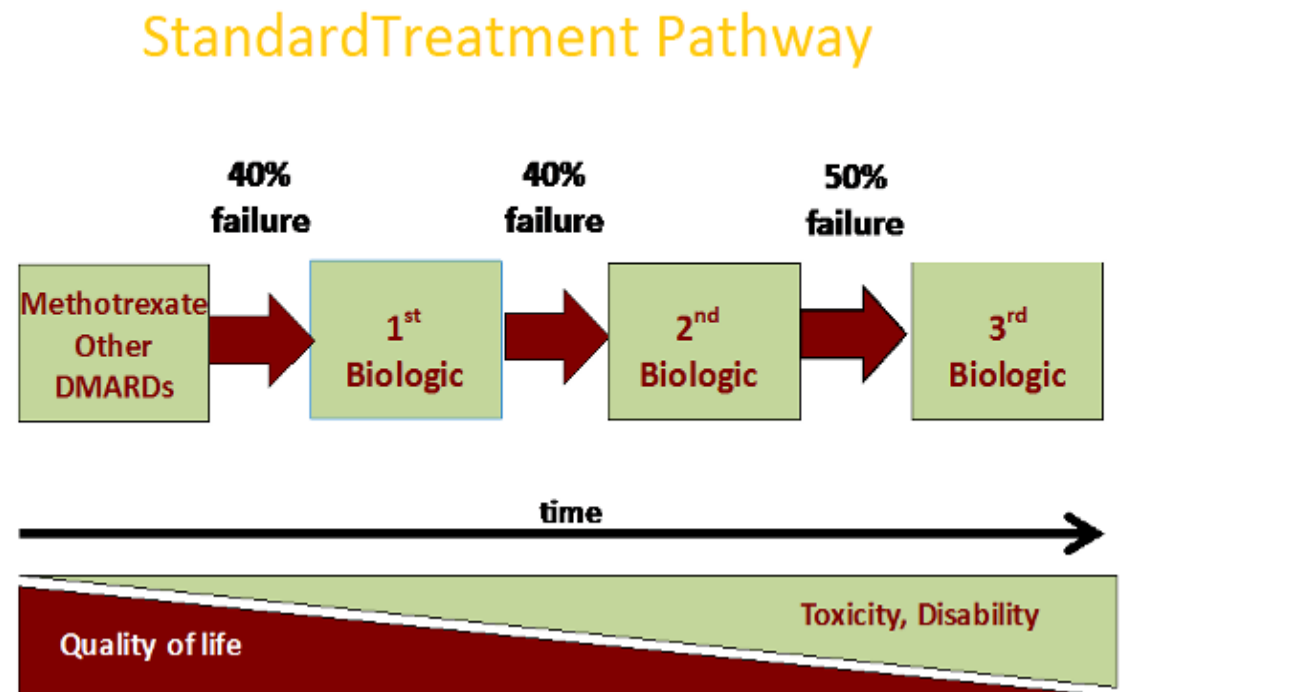 StandardTreatment Pathway
40%
failure
40%
failure
50%
failure
Methotrexate
Other
DMARDs
1st
Biologic
2nd
Biologic
3rd
Biologic
time
Toxicity, Disability
Quality of life